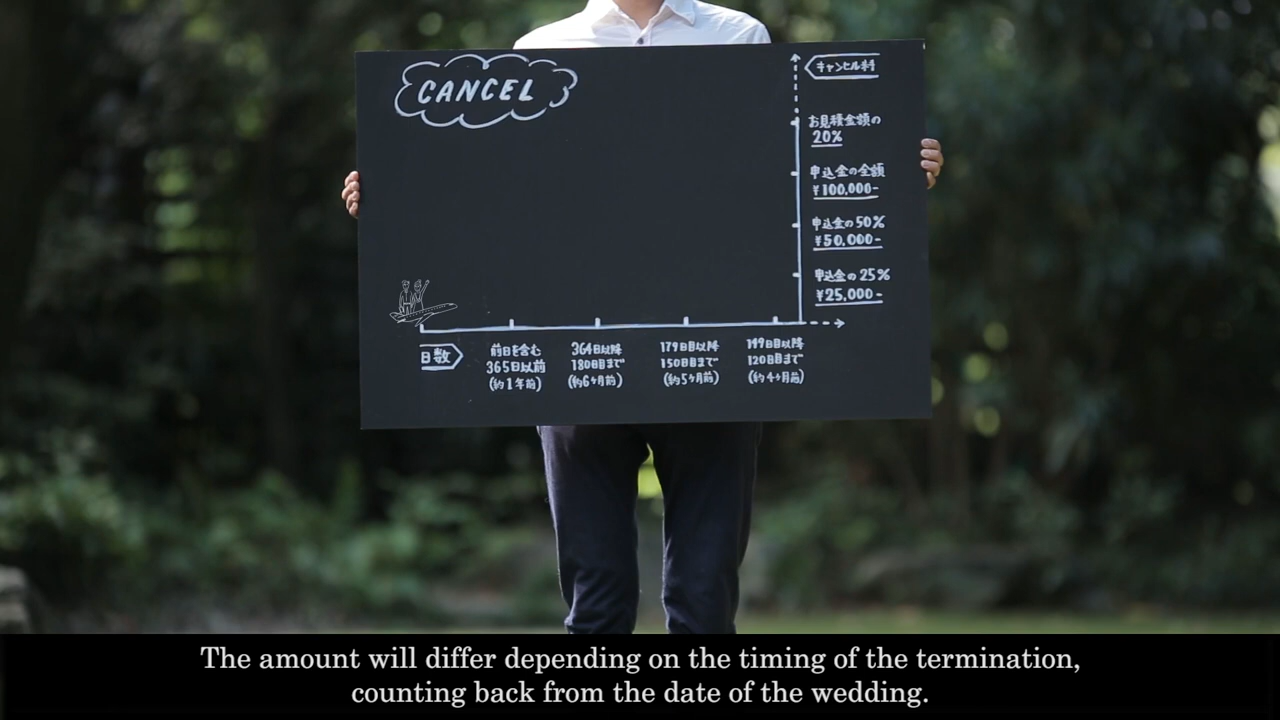 CANCEL
キャンセル料
お見積金額の
20%
申込金の全額
¥100,000-
申込金の50%
¥50,000-
申込金の25%
¥25,000-
日数
前日を含む
365日以前
(約1年前)
364日以降
180日目まで
(約6ヶ月前)
179日目以降
150日目まで
(約5ヶ月前)
149日目以降
120日目まで
(約4ヶ月前)
The amount will differ depending on the timing of the termination,
counting back from the date of the wedding.